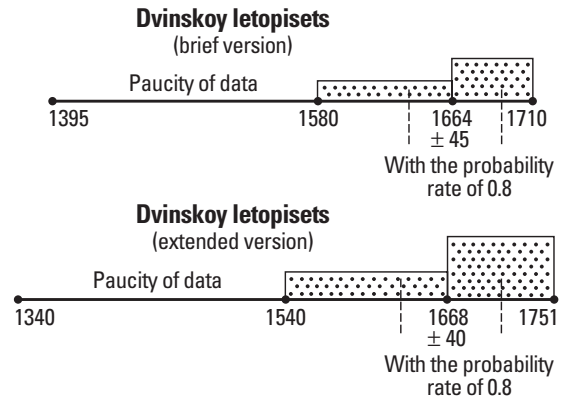 Dvinskoy letopisets
(brief version)
Paucity of data
1395 1580 1664 1710
± 45
With the probability
rate of 0.8
Dvinskoy letopisets
(extended version)
Paucity of data
1340 1540 1668 1751
± 40
With the probability
rate of 0.8